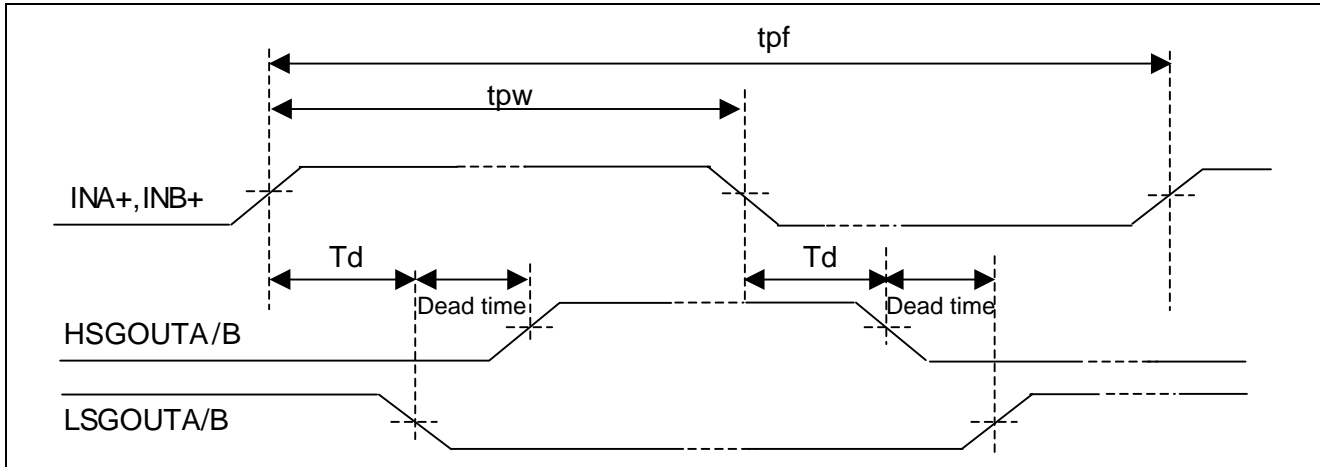 tpf
tpw
INA+,INB+
Td
Td
Dead time
Dead time
HSGOUTA/B
LSGOUTA/B